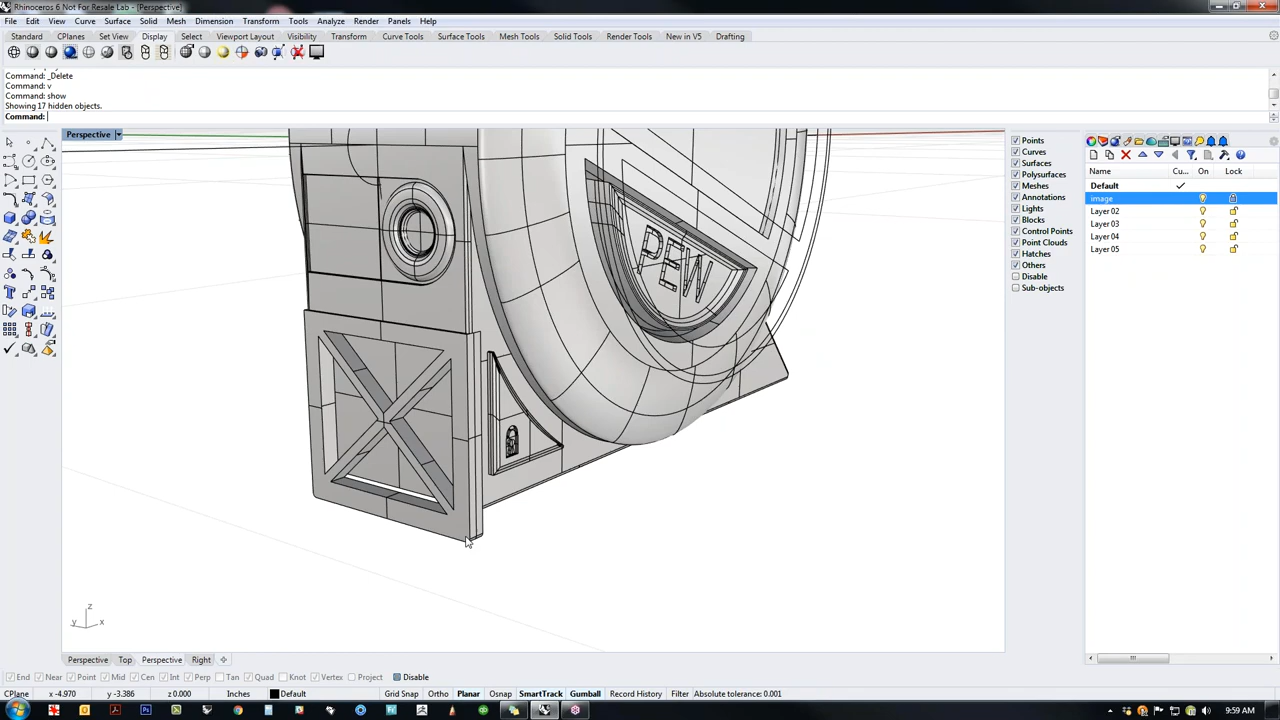 Rhinoceros 6 Not For Resale Lab - [Perspective]
File Edit View Curve Surface Solid Mesh Dimension Transform Tools Analyze Render Panels Help
Standard CPlanes Set View Display Select Viewport Layout Visibility Transform Curve Tools Surface Tools Mesh Tools Solid Tools Render Tools New in V5 Drafting
Command: _Delete
Command: v
Command: show
Showing 17 hidden objects.
Command:
Perspective
Points
Curves
Surfaces
Polysurfaces
Meshes
Annotations
Lights
Blocks
Control Points
Point Clouds
Hatches
Others
Disable
Sub-objects
Name Cu... On Lock
Default
image
Layer 02
Layer 03
Layer 04
Layer 05
PEW
z
y x
Perspective Top Perspective Right
End Near Point Mid Cen Int Perp Tan Quad Knot Vertex Project Disable
CPlane x -4.970 y -3.386 z 0.000 Inches Default Grid Snap Ortho Planar Osnap SmartTrack Gumball Record History Filter Absolute tolerance: 0.001
9:59 AM